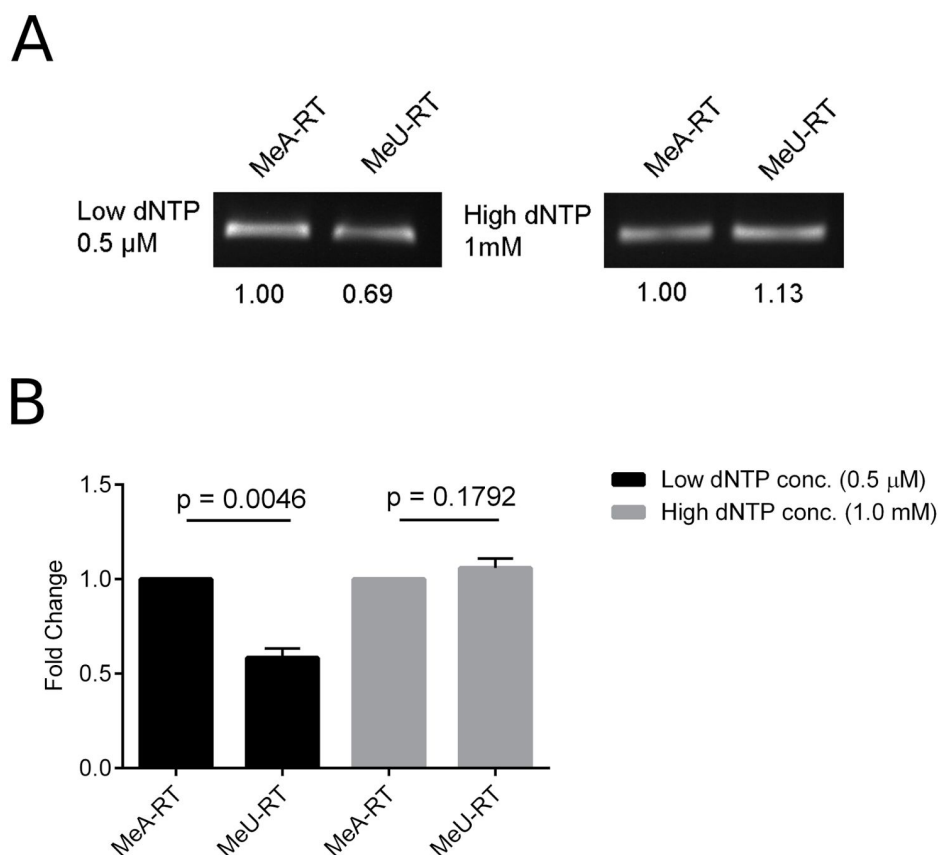 A
MeA-RT
MeU-RT
MeA-RT
MeU-RT
Low dNTP
0.5 µM
High dNTP
1mM
1.00
0.69
1.00
1.13
B
Fold Change
1.5
1.0
0.5
0.0
p = 0.0046
p = 0.1792
Low dNTP conc. (0.5 µM)
High dNTP conc. (1.0 mM)
MeA-RT
MeU-RT
MeA-RT
MeU-RT